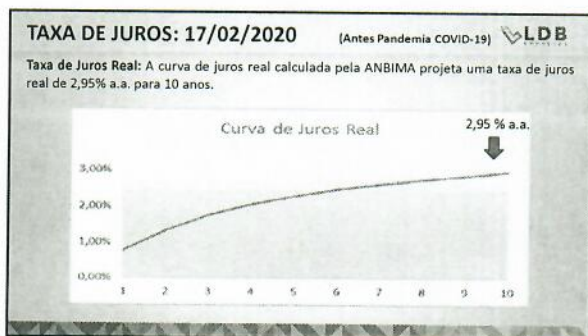 TAXA DE JUROS: 17/02/2020 (Antes Pandemia COVID-19) LDB
Taxa de Juros Real: A curva de juros real calculada pela ANBIMA projeta uma taxa de juros
real de 2,95% a.a. para 10 anos.
Curva de Juros Real 2,95 % a.a.
3,00%
2,00%
1,00%
0,00%
1 2 3 4 5 6 7 8 9 10